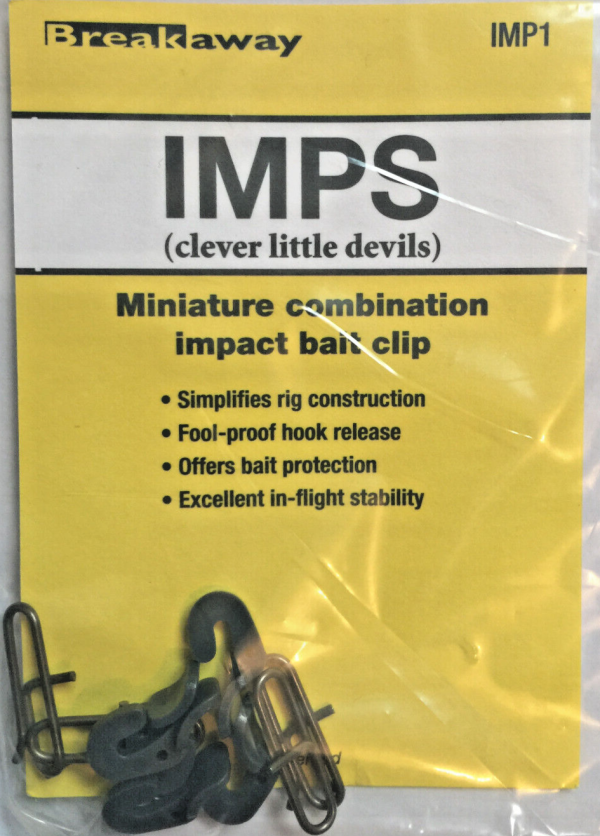 Breakaway
IMP1
IMPS
(clever little devils)
Miniature combination
impact bait clip
• Simplifies rig construction
• Fool-proof hook release
• Offers bait protection
• Excellent in-flight stability